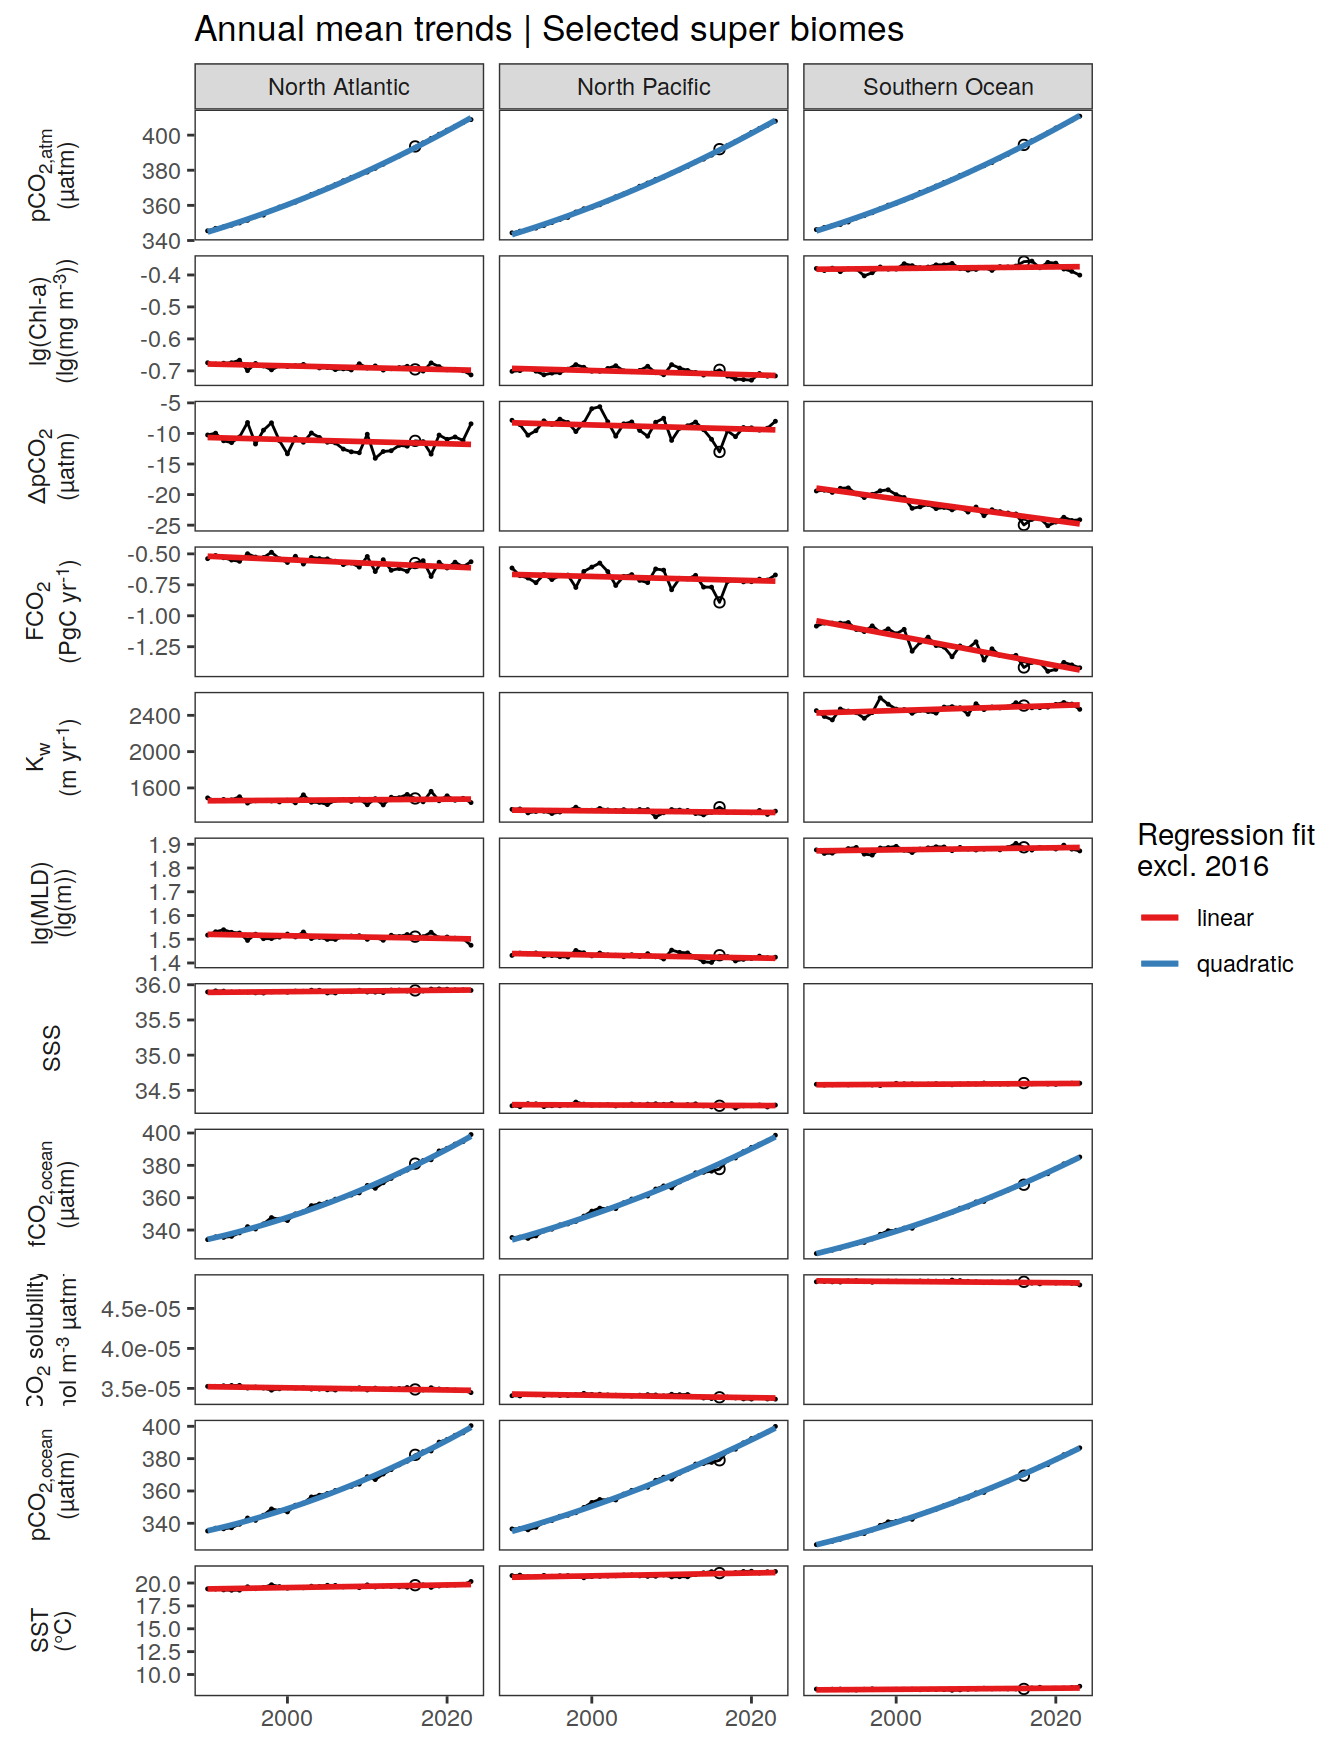 Annual mean trends | Selected super biomes
North Atlantic
North Pacific
Southern Ocean
pCO2,atm
(µatm)
400
380
360
340
lg(Chl-a)
(lg(mg m-3))
-0.4
-0.5
-0.6
-0.7
ΔpCO2
(µatm)
-5
-10
-15
-20
-25
FCO2
(PgC yr-1)
-0.50
-0.75
-1.00
-1.25
Kw
(m yr-1)
2400
2000
1600
lg(MLD)
(lg(m))
1.9
1.8
1.7
1.6
1.5
1.4
SSS
36.0
35.5
35.0
34.5
fCO2,ocean
(µatm)
400
380
360
340
CO2 solubility
m-3 µatm-
4.5e-05
4.0e-05
3.5e-05
pCO2,ocean
(µatm)
400
380
360
340
SST
(°C)
20.0
17.5
15.0
12.5
10.0
2000
2020
2000
2020
2000
2020
Regression fit
excl. 2016
linear
quadratic